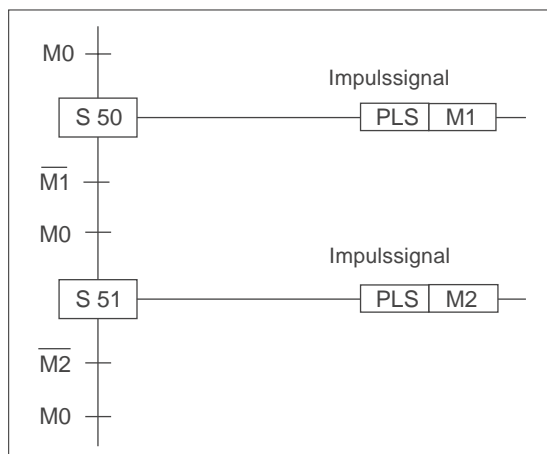 M0
Impulssignal
S 50 PLS M1
M̅1̅
M0
Impulssignal
S 51 PLS M2
M̅2̅
M0